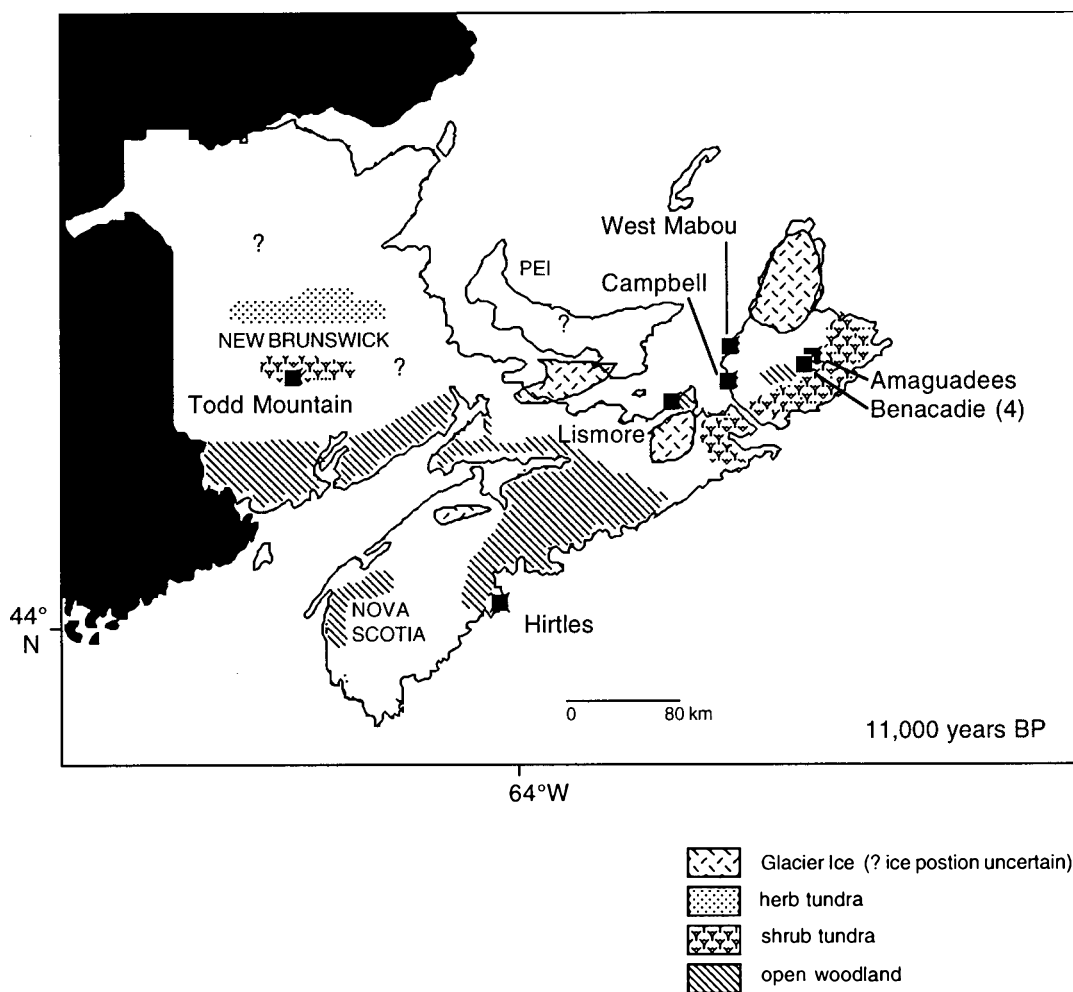 West Mabou
PEI
Campbell
?
?
NEW BRUNSWICK
?
Amaguadees
Todd Mountain
Benacadie (4)
Lismore
NOVA
SCOTIA
44°
N
Hirtles
0 80 km
11,000 years BP
64°W
Glacier Ice (? ice postion uncertain)
herb tundra
shrub tundra
open woodland